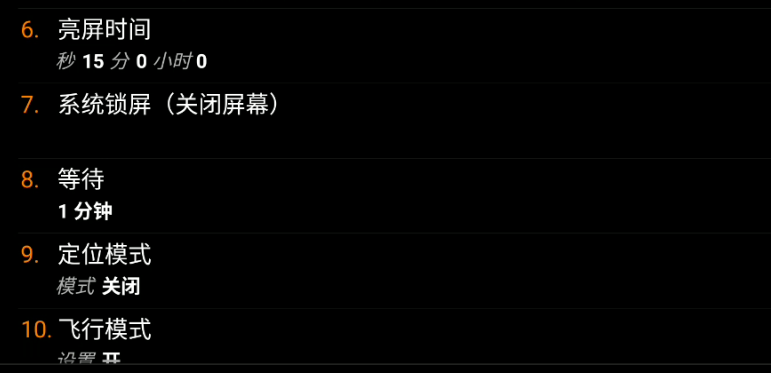 6. 亮屏时间
秒 15 分 0 小时 0
7. 系统锁屏（关闭屏幕）
8. 等待
1 分钟
9. 定位模式
模式 关闭
10. 飞行模式
设置 开